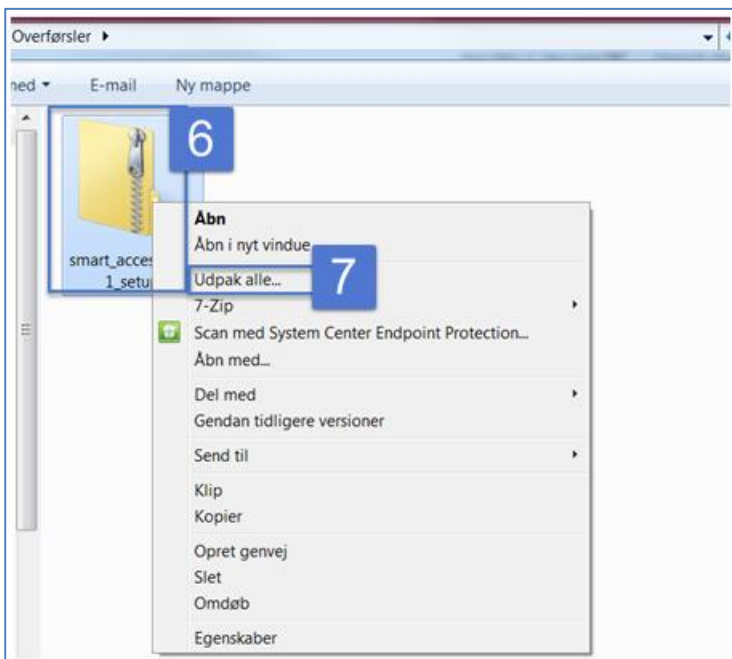 Overførsler
ned
E-mail
Ny mappe
6
smart_acces
1_setu
Åbn
Åbn i nyt vindue
Udpak alle...
7
7-Zip
Scan med System Center Endpoint Protection...
Åbn med...
Del med
Gendan tidligere versioner
Send til
Klip
Kopier
Opret genvej
Slet
Omdøb
Egenskaber